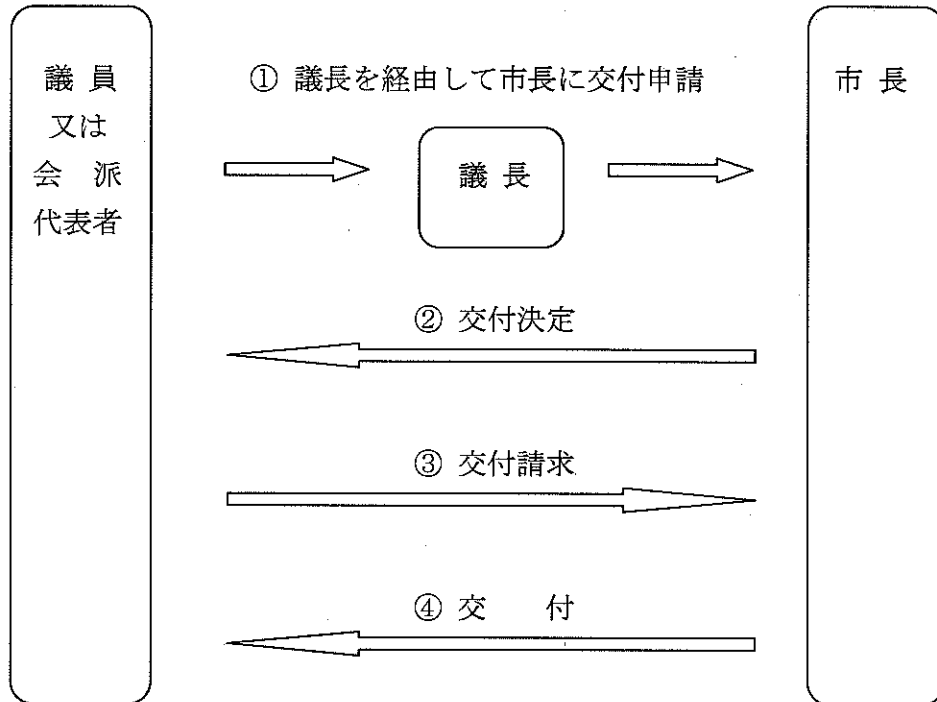 議 員
又は
会 派
代表者
① 議長を経由して市長に交付申請
議 長
市 長
② 交付決定
③ 交付請求
④ 交 付